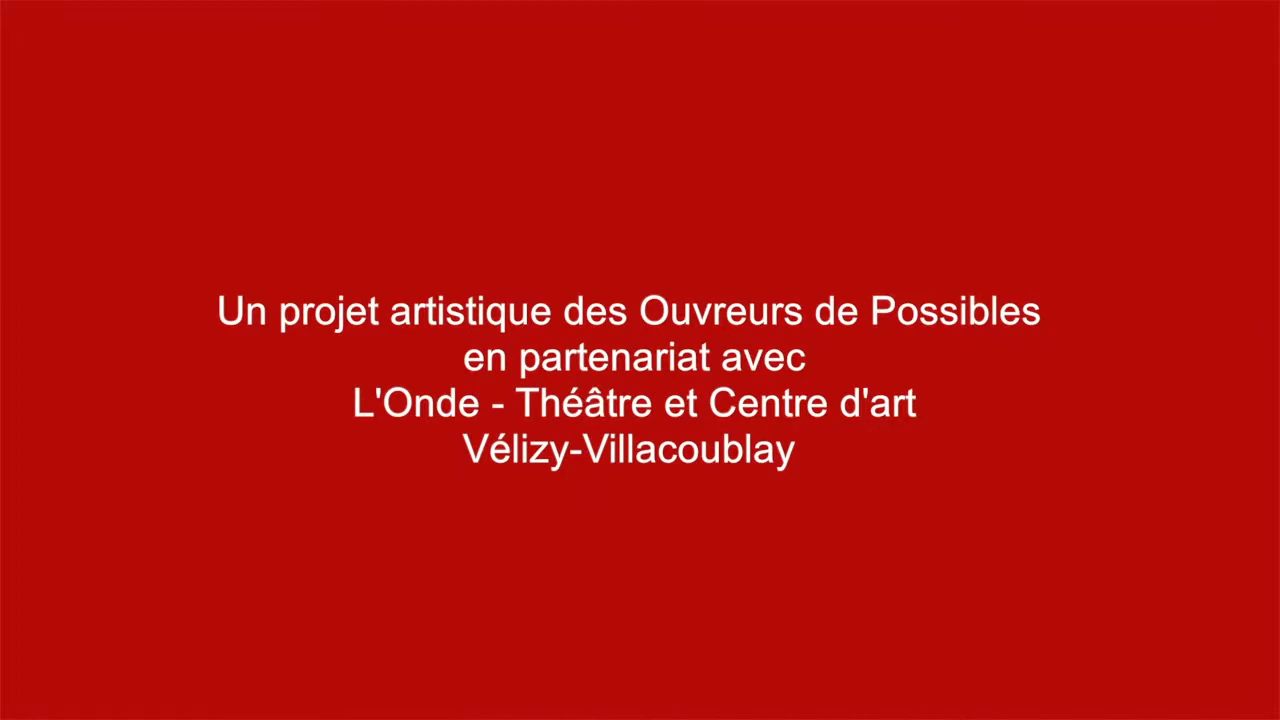 Un projet artistique des Ouvreurs de Possibles
en partenariat avec
L'Onde - Théâtre et Centre d'art
Vélizy-Villacoublay